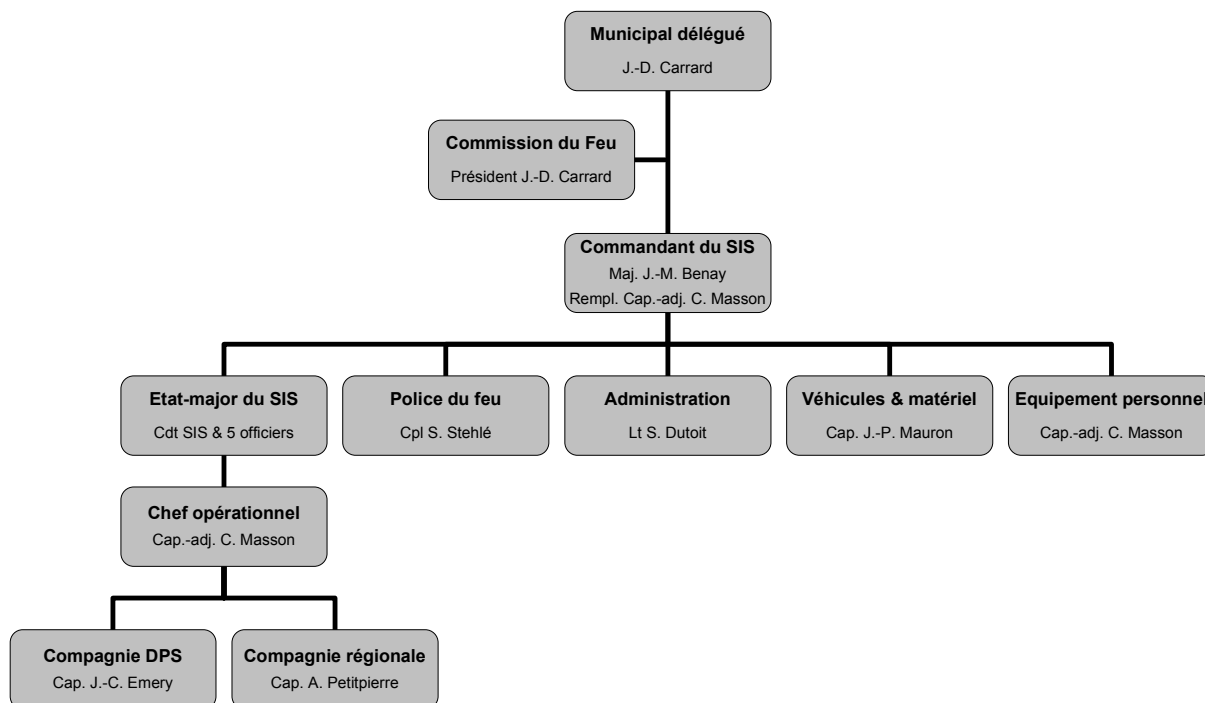 Municipal délégué
J.-D. Carrard
Commission du Feu
Président J.-D. Carrard
Commandant du SIS
Maj. J.-M. Benay
Rempl. Cap.-adj. C. Masson
Etat-major du SIS
Cdt SIS & 5 officiers
Police du feu
Cpl S. Stehlé
Administration
Lt S. Dutoit
Véhicules & matériel
Cap. J.-P. Mauron
Equipement personnel
Cap.-adj. C. Masson
Chef opérationnel
Cap.-adj. C. Masson
Compagnie DPS
Cap. J.-C. Emery
Compagnie régionale
Cap. A. Petitpierre